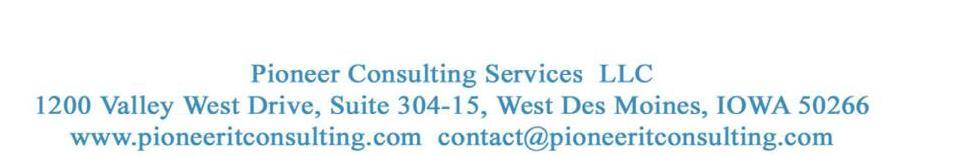 Pioneer Consulting Services LLC
1200 Valley West Drive, Suite 304-15, West Des Moines, IOWA 50266
www.pioneeritconsulting.com contact@pioneeritconsulting.com